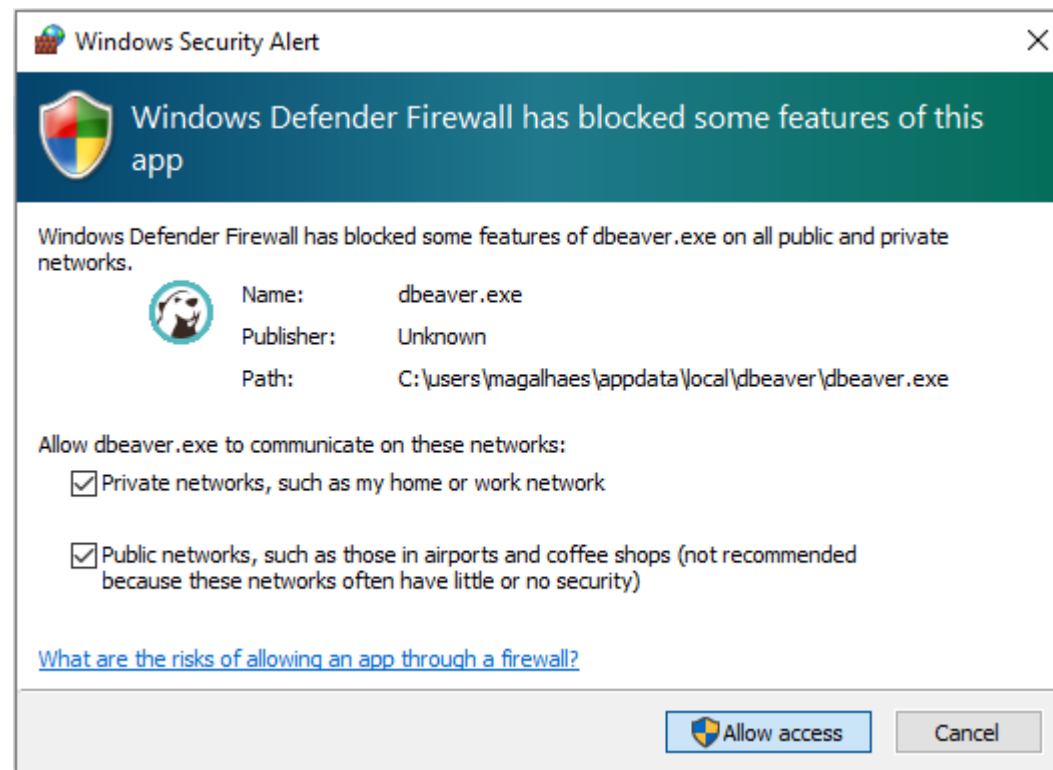 Windows Security Alert
Windows Defender Firewall has blocked some features of this
app
Windows Defender Firewall has blocked some features of dbeaver.exe on all public and private
networks.
Name: dbeaver.exe
Publisher: Unknown
Path: C:\users\magalhaes\appdata\local\dbeaver\dbeaver.exe
Allow dbeaver.exe to communicate on these networks:
Private networks, such as my home or work network
Public networks, such as those in airports and coffee shops (not recommended
because these networks often have little or no security)
What are the risks of allowing an app through a firewall?
Allow access Cancel